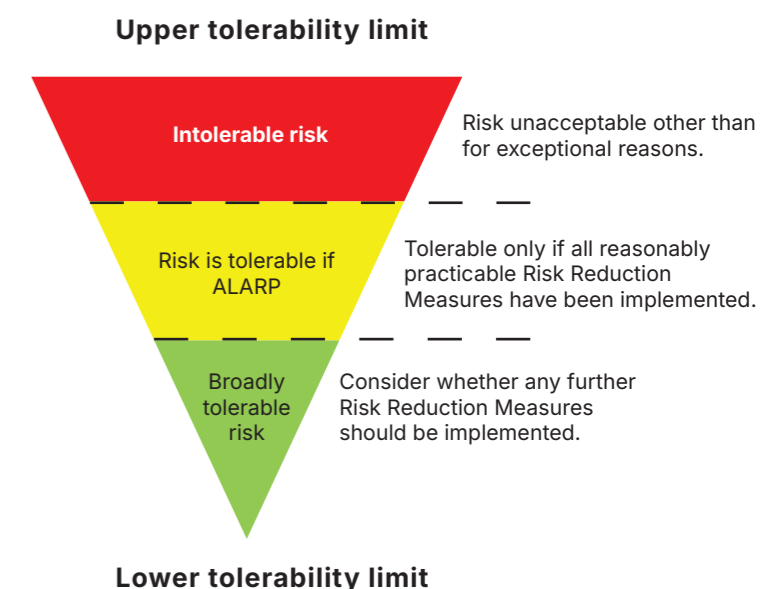 Upper tolerability limit
Intolerable risk
Risk unacceptable other than
for exceptional reasons.
Risk is tolerable if
ALARP
Tolerable only if all reasonably
practicable Risk Reduction
Measures have been implemented.
Broadly
tolerable
risk
Consider whether any further
Risk Reduction Measures
should be implemented.
Lower tolerability limit